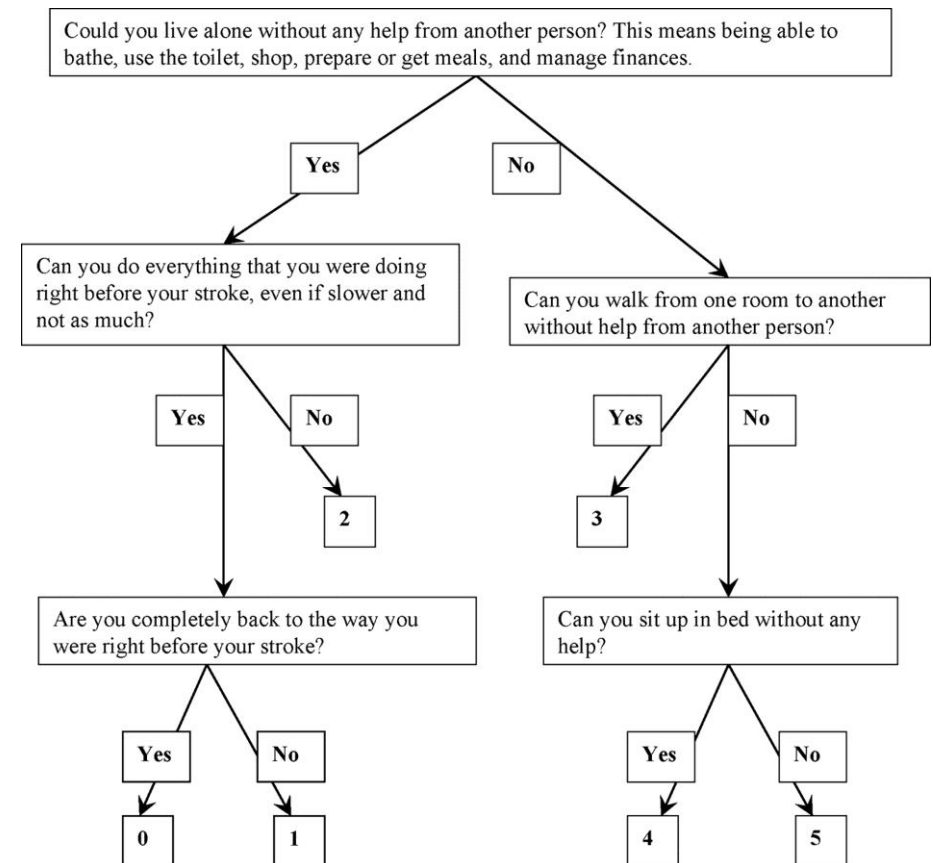 Could you live alone without any help from another person? This means being able to
bathe, use the toilet, shop, prepare or get meals, and manage finances.
Yes
No
Can you do everything that you were doing
right before your stroke, even if slower and
not as much?
Can you walk from one room to another
without help from another person?
Yes
No
Yes
No
2
3
Are you completely back to the way you
were right before your stroke?
Can you sit up in bed without any
help?
Yes
No
Yes
No
0
1
4
5